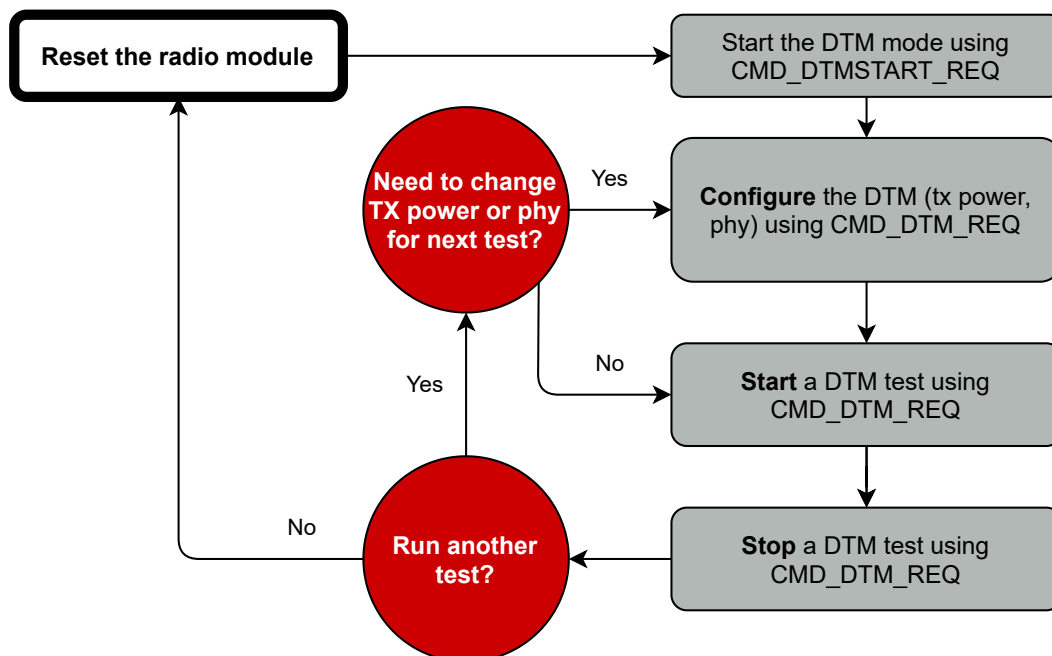 Reset the radio module
Start the DTM mode using
CMD_DTMSTART_REQ
Need to change
TX power or phy
for next test?
Yes
Configure the DTM (tx power,
phy) using CMD_DTM_REQ
No
Start a DTM test using
CMD_DTM_REQ
Yes
Run another
test?
No
Stop a DTM test using
CMD_DTM_REQ